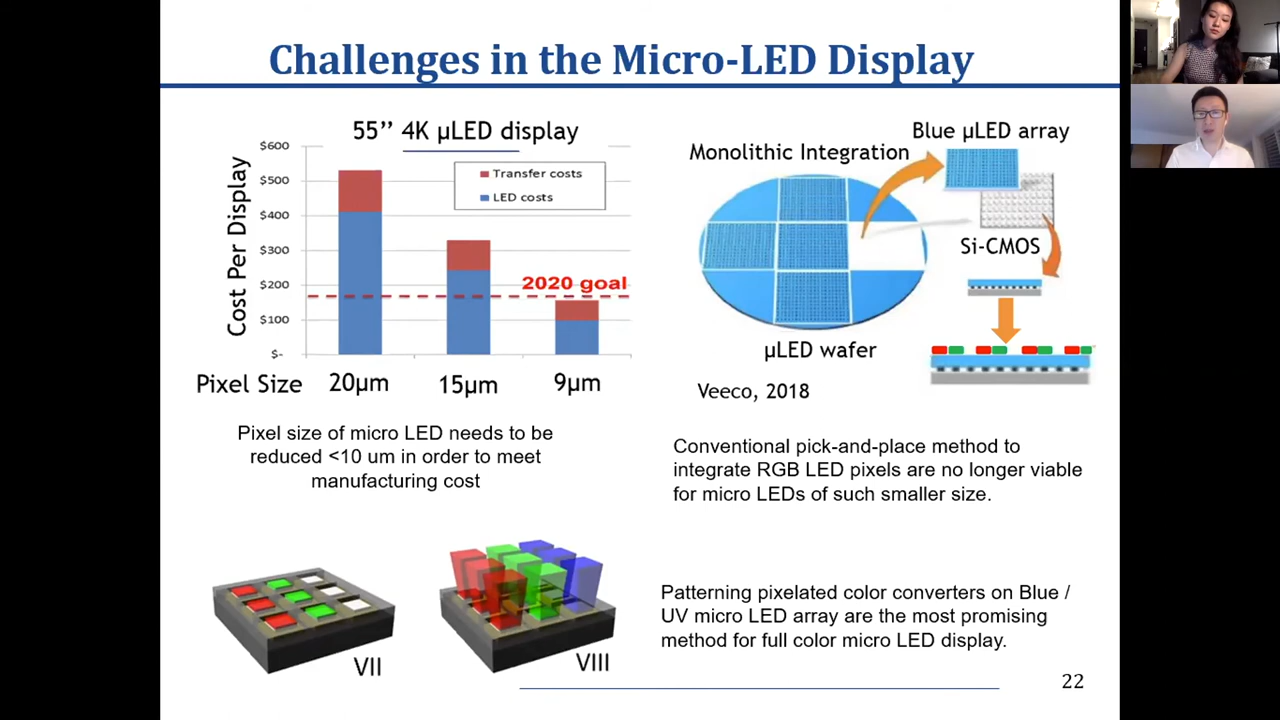 Challenges in the Micro-LED Display
55’’ 4K µLED display
Cost Per Display
$600
$500
$400
$300
$200
$100
$-
Transfer costs
LED costs
2020 goal
Pixel Size
20µm
15µm
9µm
Pixel size of micro LED needs to be
reduced <10 um in order to meet
manufacturing cost
Blue µLED array
Monolithic Integration
Si-CMOS
µLED wafer
Veeco, 2018
Conventional pick-and-place method to
integrate RGB LED pixels are no longer viable
for micro LEDs of such smaller size.
VII
VIII
Patterning pixelated color converters on Blue /
UV micro LED array are the most promising
method for full color micro LED display.
22